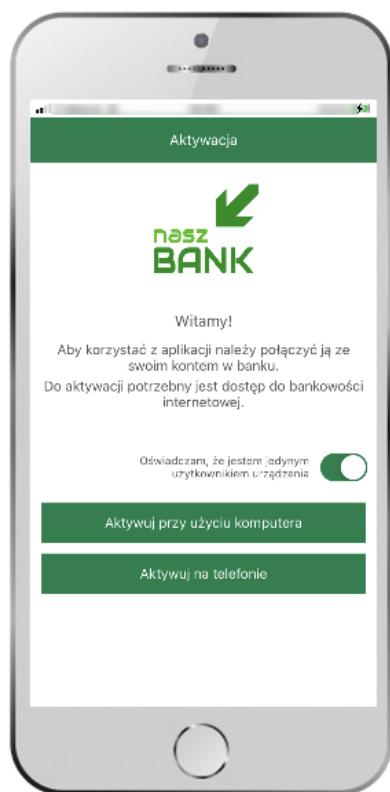 Aktywacja
nasz
BANK
Witamy!
Aby korzystać z aplikacji należy połączyć ją ze
swoim kontem w banku.
Do aktywacji potrzebny jest dostęp do bankowości
internetowej.
Oświadczam, że jestem jedynym
użytkownikiem urządzenia
Aktywuj przy użyciu komputera
Aktywuj na telefonie